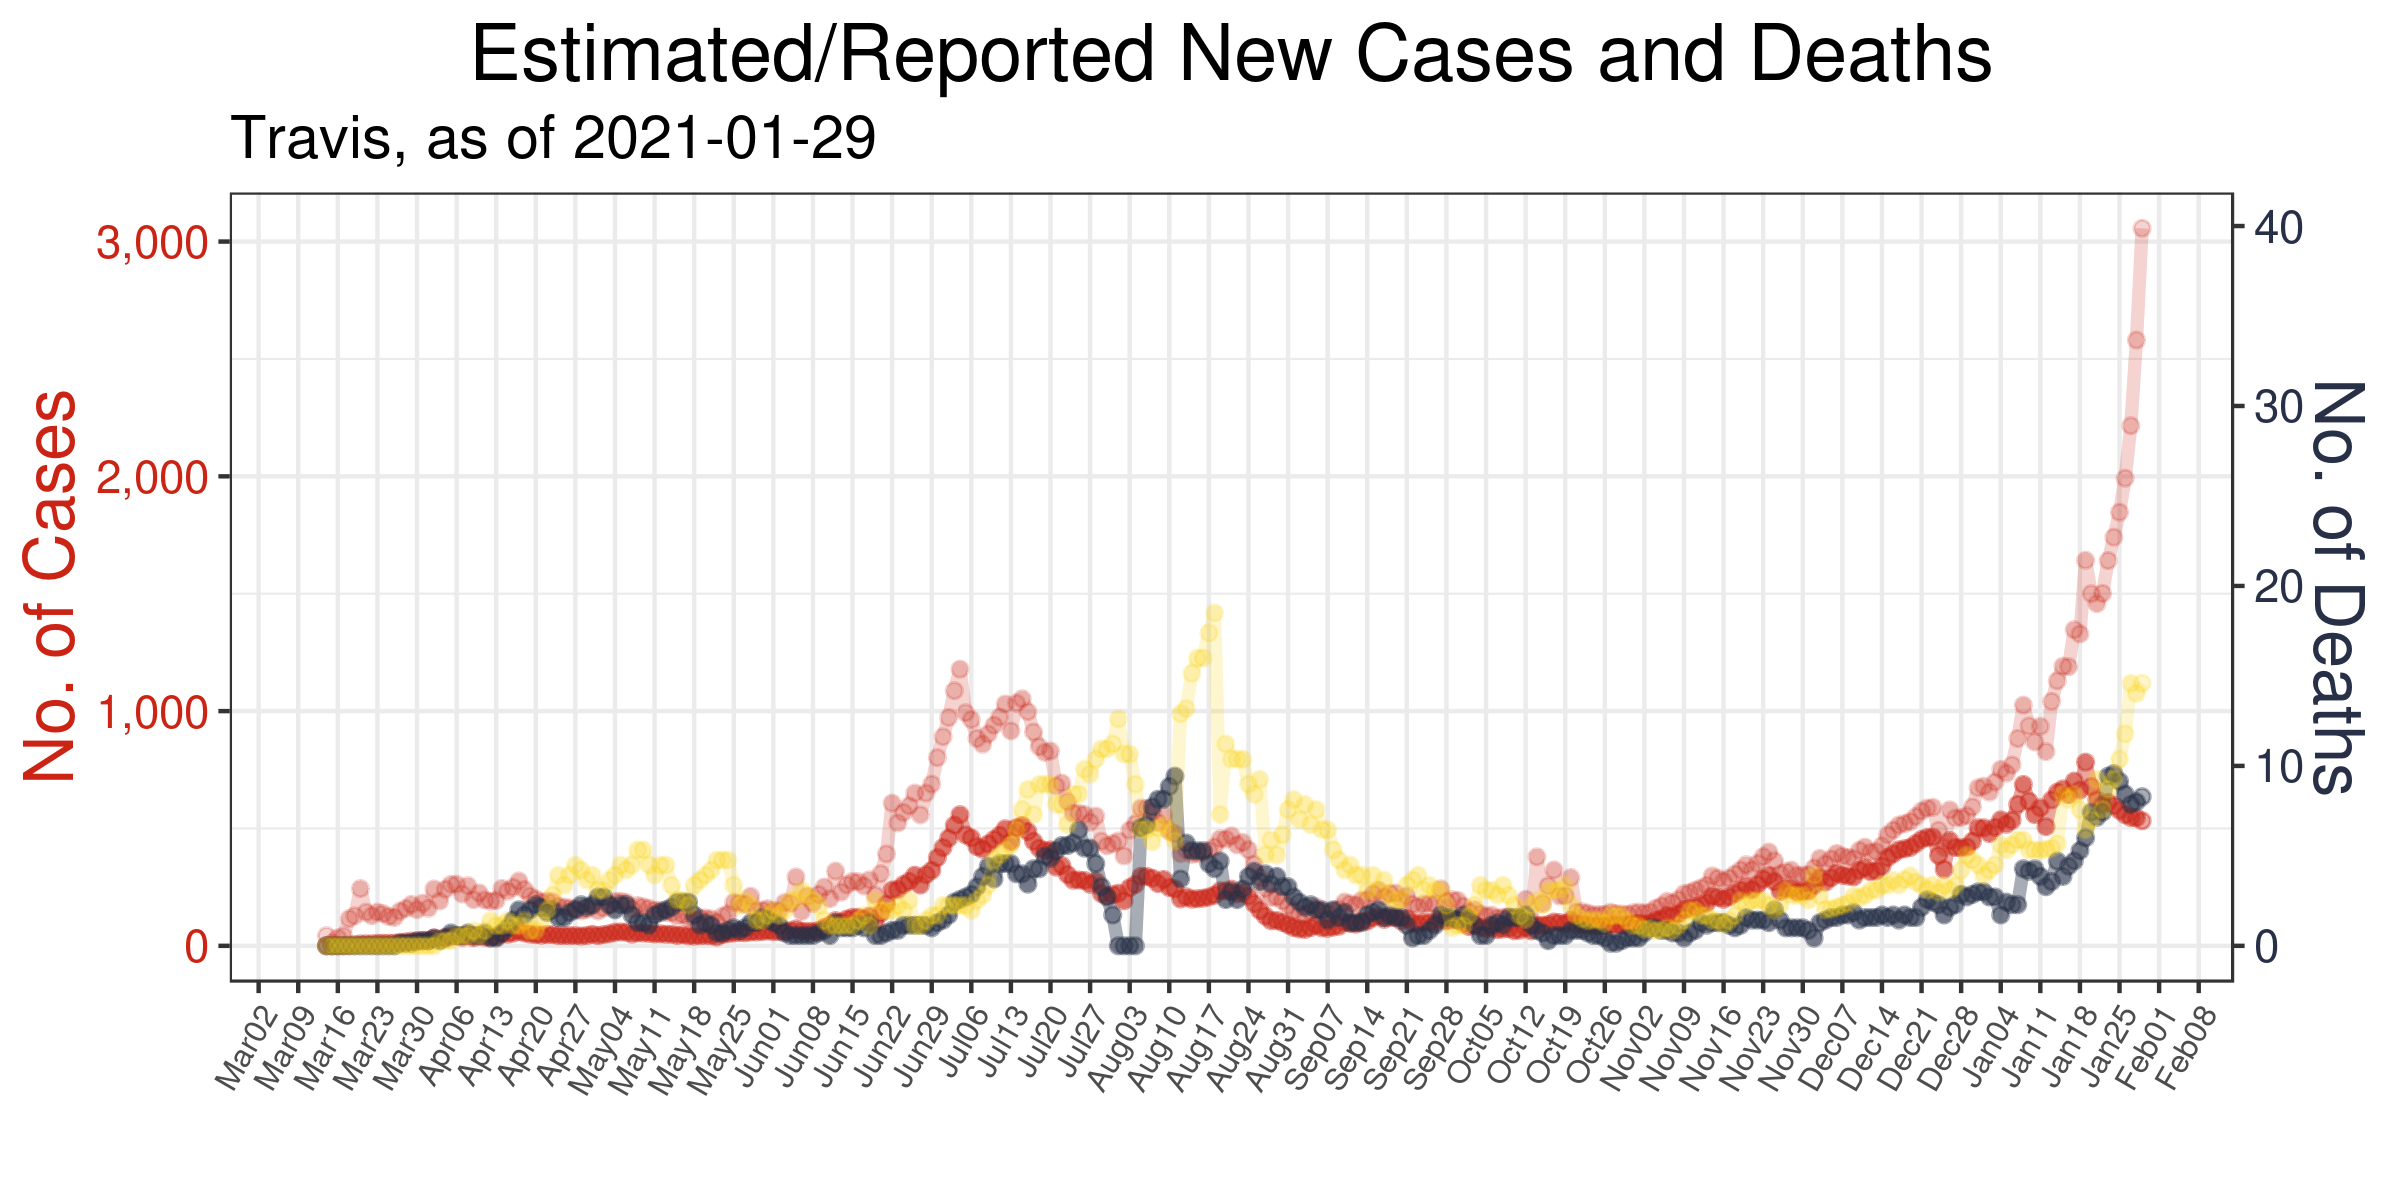 Estimated/Reported New Cases and Deaths
Travis, as of 2021-01-29
No. of Cases
3,000
2,000
1,000
0
40
30
20
10
0
No. of Deaths
Mar02
Mar09
Mar16
Mar23
Mar30
Apr06
Apr13
Apr20
Apr27
May04
May11
May18
May25
Jun01
Jun08
Jun15
Jun22
Jun29
Jul06
Jul13
Jul20
Jul27
Aug03
Aug10
Aug17
Aug24
Aug31
Sep07
Sep14
Sep21
Sep28
Oct05
Oct12
Oct19
Oct26
Nov02
Nov09
Nov16
Nov23
Nov30
Dec07
Dec14
Dec21
Dec28
Jan04
Jan11
Jan18
Jan25
Feb01
Feb08